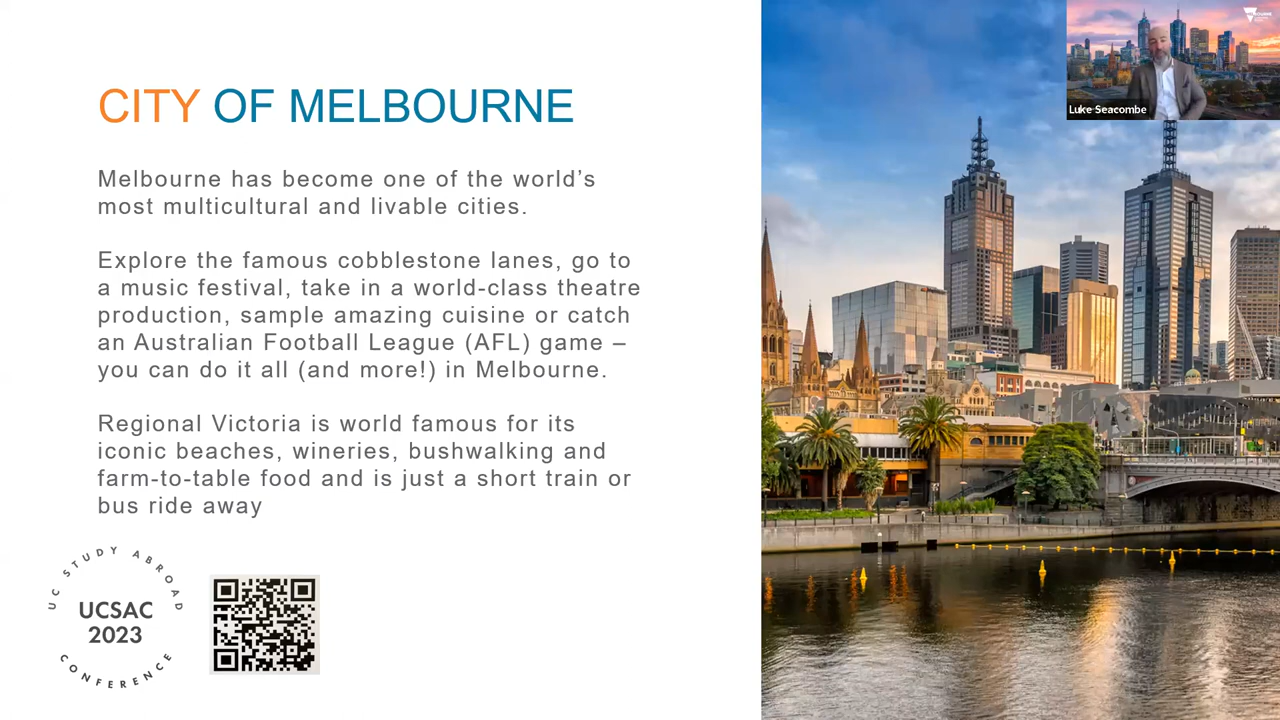 CITY OF MELBOURNE
Melbourne has become one of the world's
most multicultural and livable cities.
Explore the famous cobblestone lanes, go to
a music festival, take in a world-class theatre
production, sample amazing cuisine or catch
an Australian Football League (AFL) game –
you can do it all (and more!) in Melbourne.
Regional Victoria is world famous for its
iconic beaches, wineries, bushwalking and
farm-to-table food and is just a short train or
bus ride away
UC STUDY ABROAD
UCSAC
2023
CONFERENCE
Luke Seacombe